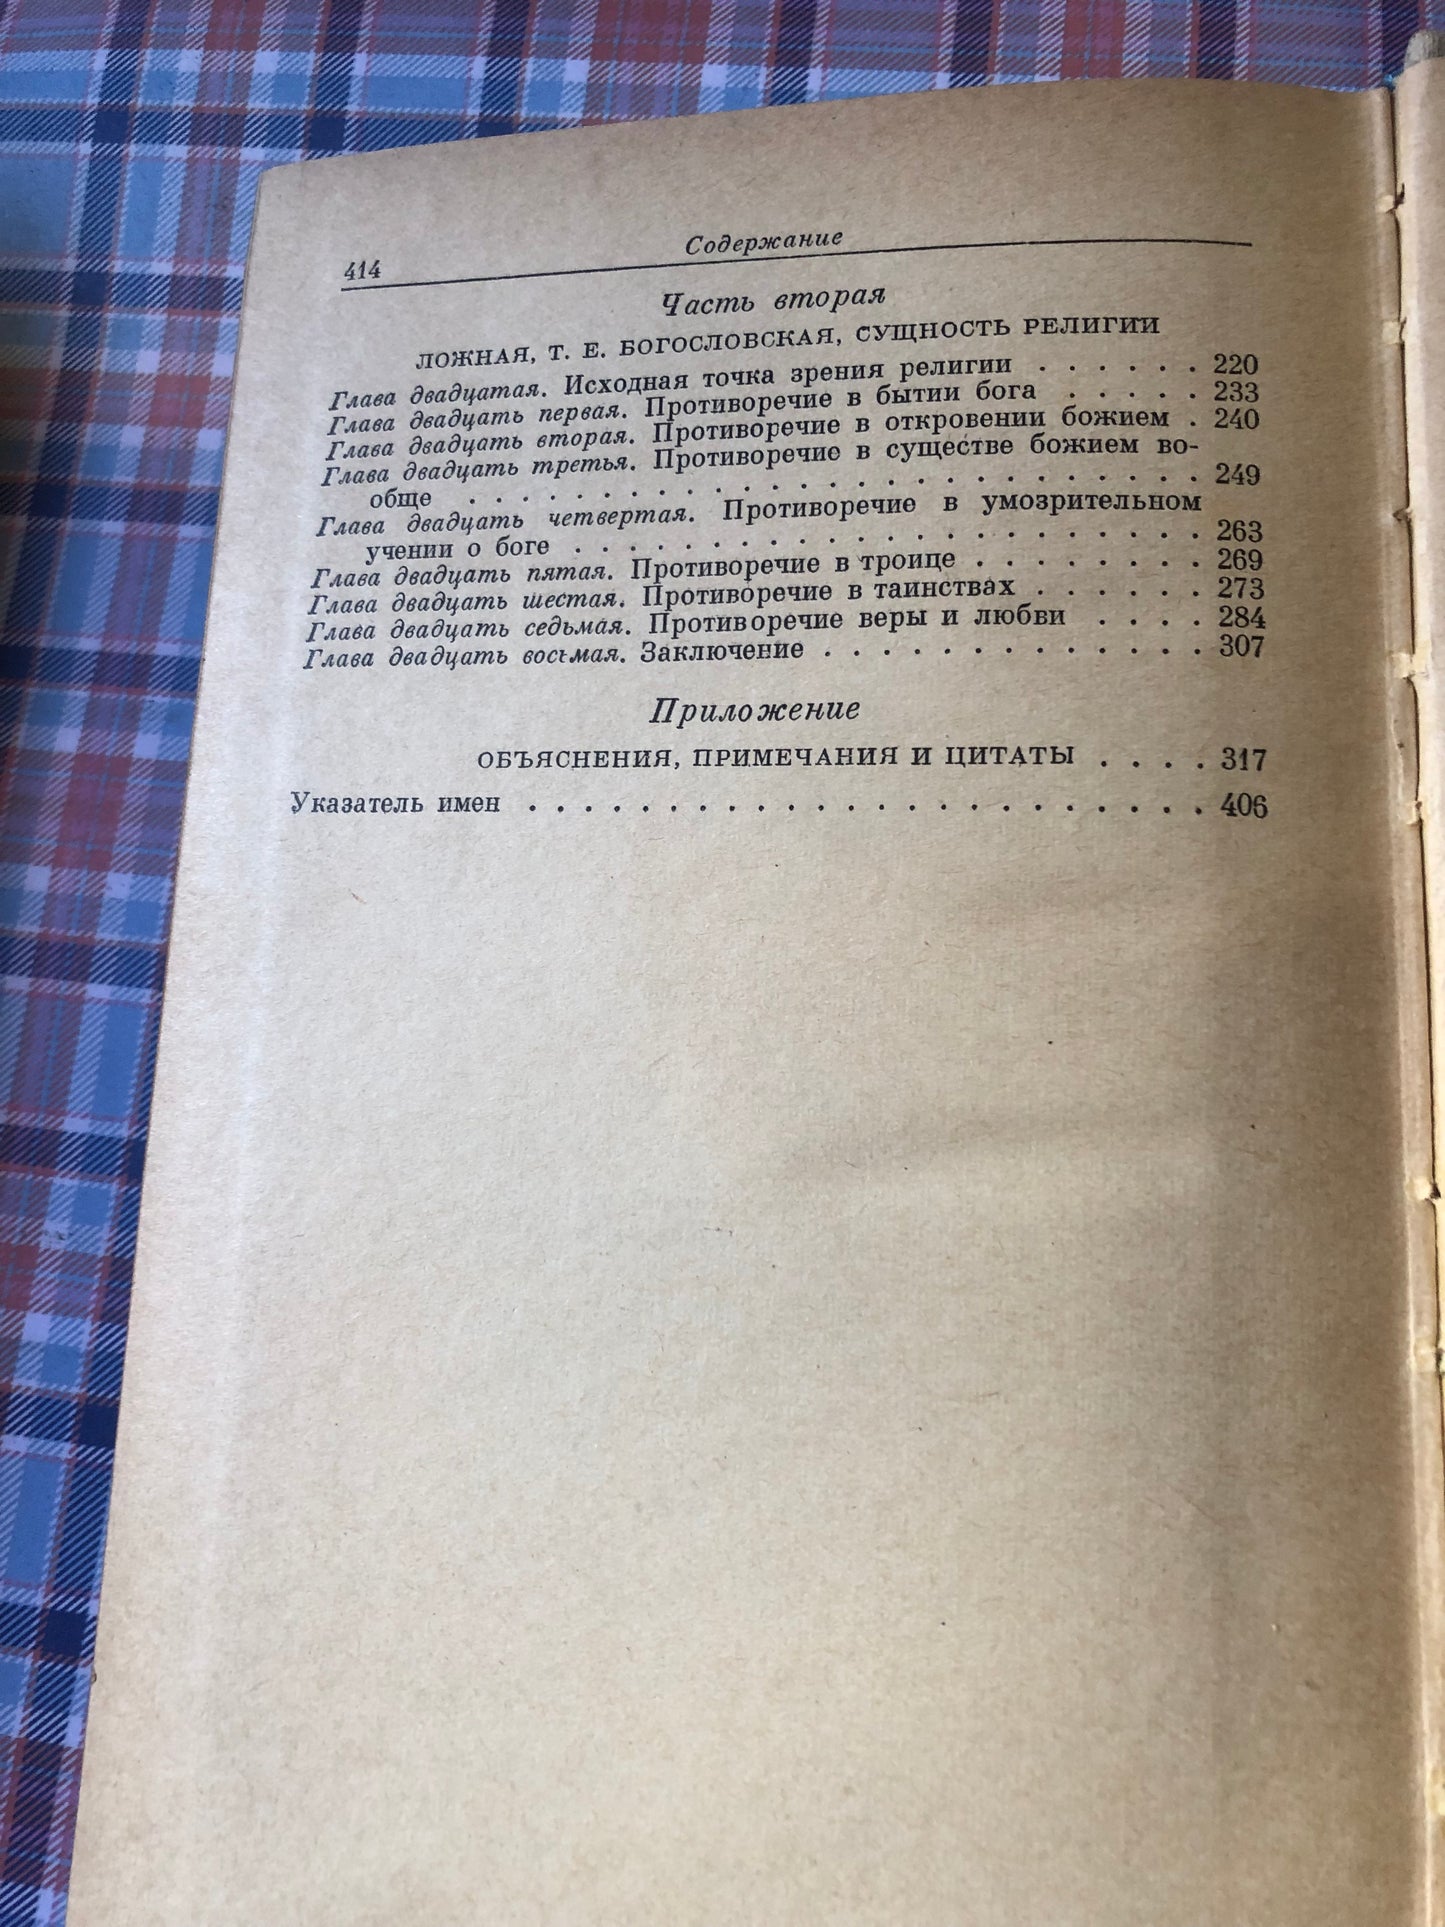 Содержание
414
Часть вторая
ЛОЖНАЯ, Т. Е. БОГОСЛОВСКАЯ, СУЩНОСТЬ РЕЛИГИИ
Глава двадцатая. Исходная точка зрения религии . . . . . . 220
Глава двадцать первая. Противоречие в бытии бога . . . . . 233
Глава двадцать вторая. Противоречие в откровении божием . 240
Глава двадцать третья. Противоречие в существе божием во-
обще . . . . . . . . . . . . . . . . . . . . . . . . . . . 249
Глава двадцать четвертая. Противоречие в умозрительном
учении о боге . . . . . . . . . . . . . . . . . . . . . . . 263
Глава двадцать пятая. Противоречие в троице . . . . . . . . 269
Глава двадцать шестая. Противоречие в таинствах . . . . . . 273
Глава двадцать седьмая. Противоречие веры и любви . . . . 284
Глава двадцать восьмая. Заключение . . . . . . . . . . . . . . 307
Приложение
ОБЪЯСНЕНИЯ, ПРИМЕЧАНИЯ И ЦИТАТЫ . . . . 317
Указатель имен . . . . . . . . . . . . . . . . . . . . . . . . 406